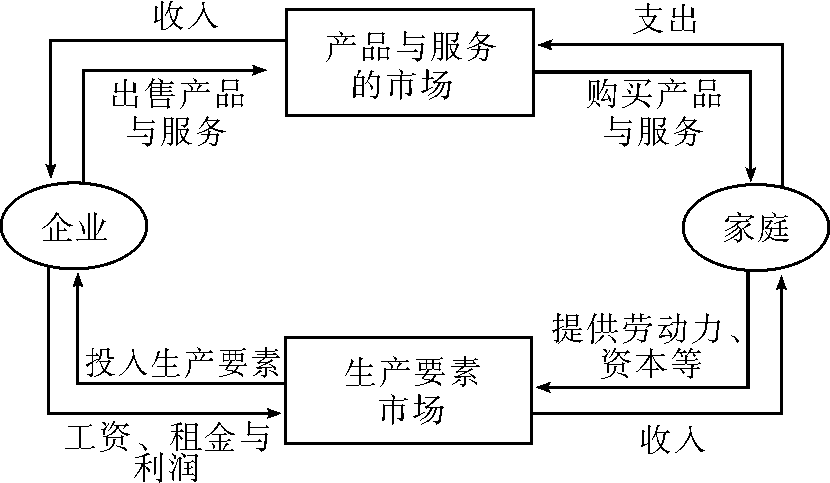 收入
产品与服务
的市场
支出
出售产品
与服务
购买产品
与服务
企业
家庭
投入生产要素
生产要素
市场
提供劳动力、
资本等
工资、租金与
利润
收入